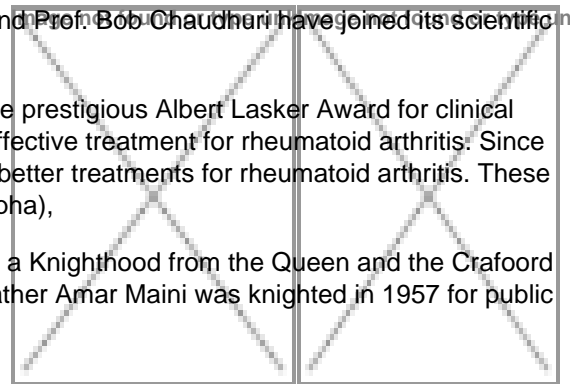 nd Prof. Bob Chaudhuri have joined its scientific
e prestigious Albert Lasker Award for clinical
ffective treatment for rheumatoid arthritis. Since
better treatments for rheumatoid arthritis. These
oha),
a Knighthood from the Queen and the Crafoord
ather Amar Maini was knighted in 1957 for public